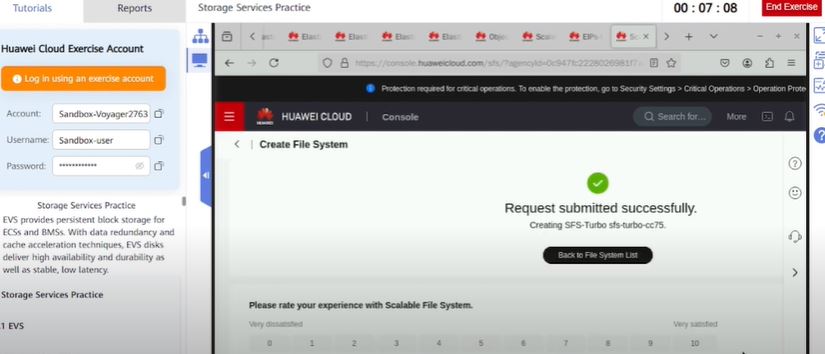 Tutorials
Reports
Storage Services Practice
00 : 07 : 08
End Exercise
Huawei Cloud Exercise Account
Log in using an exercise account
Account: Sandbox-Voyager2763
Username: Sandbox-user
Password: ••••••••••••
Storage Services Practice
EVS provides persistent block storage for
ECSs and BMSs. With data redundancy and
cache acceleration techniques, EVS disks
deliver high availability and durability as
well as stable, low latency.
Storage Services Practice
.1 EVS
Elast
Elast
Elast
Elast
Objec
Scala
EIPs
Sc
https://console.huaweicloud.com/sfs/?agencyId=
Protection required for critical operations. To enable the protection, go to Security Settings > Critical Operations > Operation Prote
HUAWEI CLOUD | Console
Search for...
More
Create File System
Request submitted successfully.
Creating SFS-Turbo sfs-turbo-cc75.
Back to File System List
Please rate your experience with Scalable File System.
Very dissatisfied
Very satisfied
0 1 2 3 4 5 6 7 8 9 10